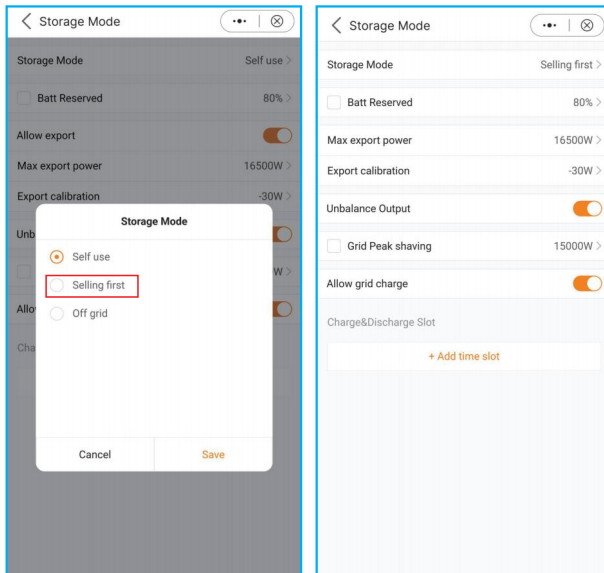 Storage Mode
Storage Mode Self use >
Batt Reserved 80% >
Allow export
Max export power 16500W >
Export calibration -30W >
Unb
W >
Allo
Cha
Storage Mode
Self use
Selling first
Off grid
Cancel Save
Storage Mode
Storage Mode Selling first >
Batt Reserved 80% >
Max export power 16500W >
Export calibration -30W >
Unbalance Output
Grid Peak shaving 15000W >
Allow grid charge
Charge&Discharge Slot
+ Add time slot